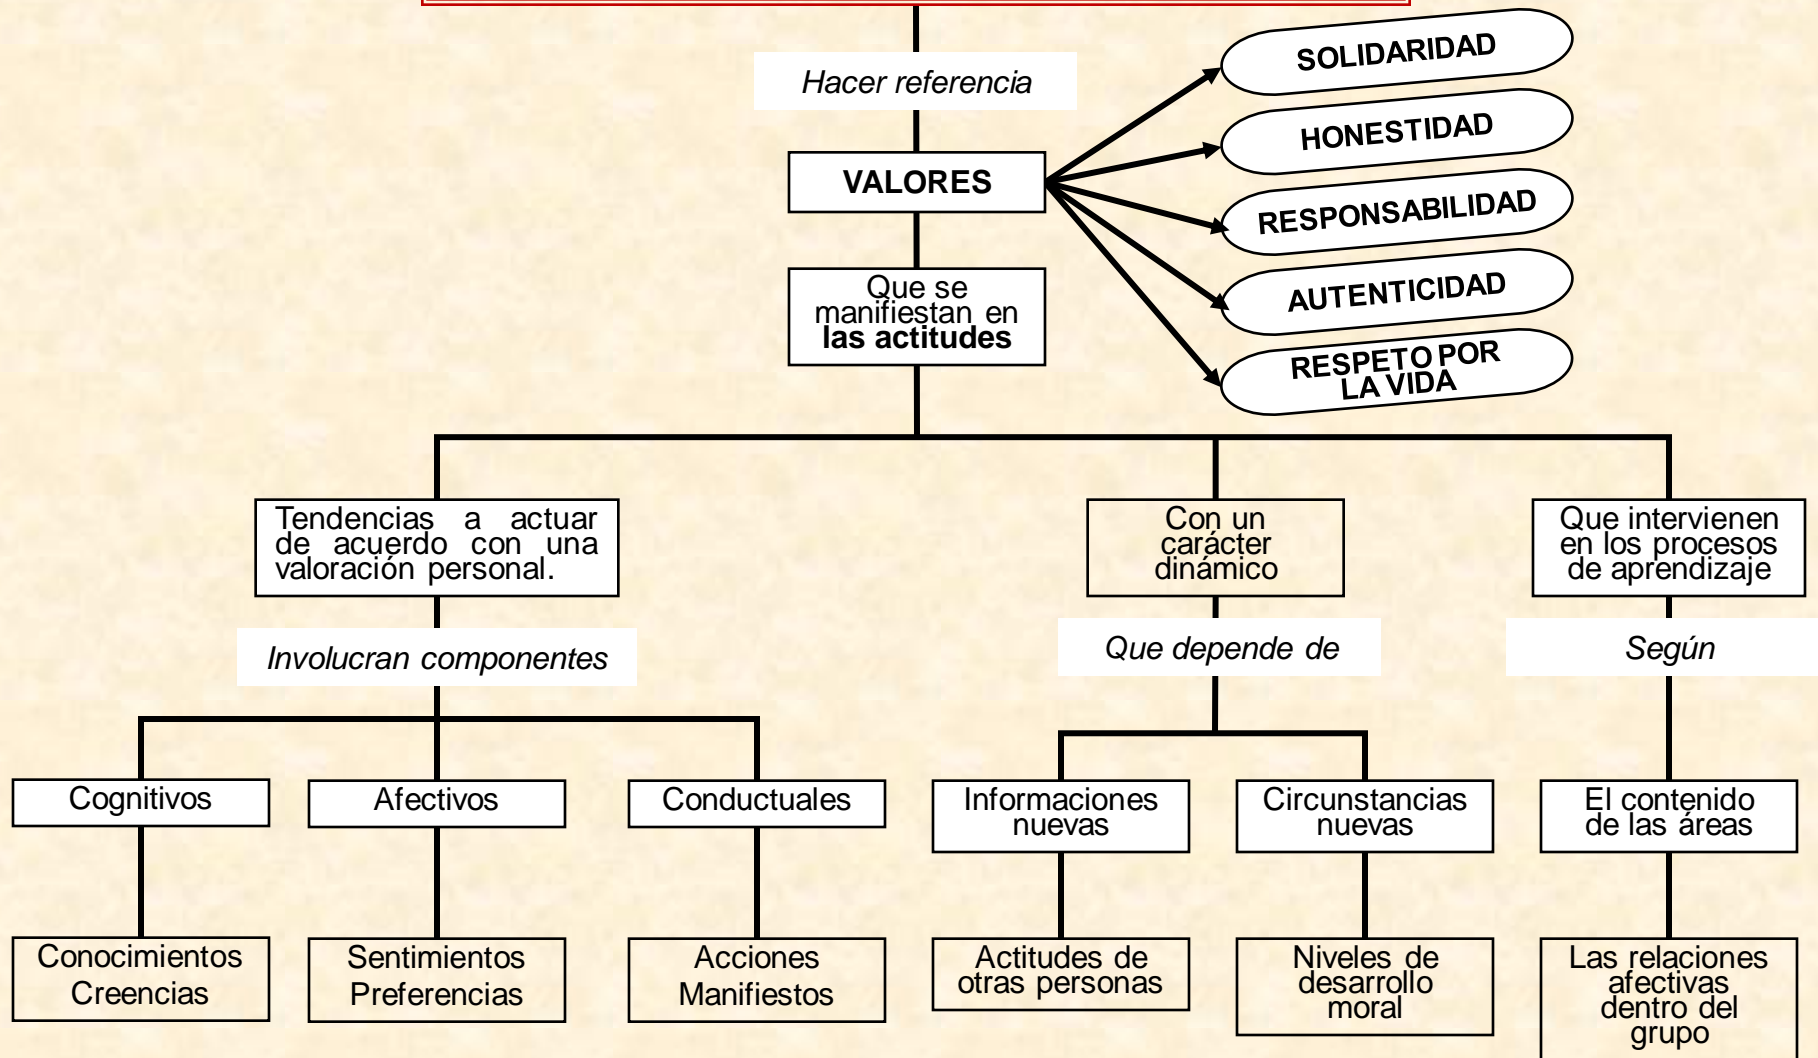 Hacer referencia
SOLIDARIDAD
HONESTIDAD
VALORES
RESPONSABILIDAD
Que se
manifiestan en
las actitudes
AUTENTICIDAD
RESPETO POR
LA VIDA
Tendencias a actuar
de acuerdo con una
valoración personal.
Con un
carácter
dinámico
Que intervienen
en los procesos
de aprendizaje
Involucran componentes
Que depende de
Según
Cognitivos
Afectivos
Conductuales
Informaciones
nuevas
Circunstancias
nuevas
El contenido
de las áreas
Conocimientos
Creencias
Sentimientos
Preferencias
Acciones
Manifiestos
Actitudes de
otras personas
Niveles de
desarrollo
moral
Las relaciones
afectivas
dentro del
grupo